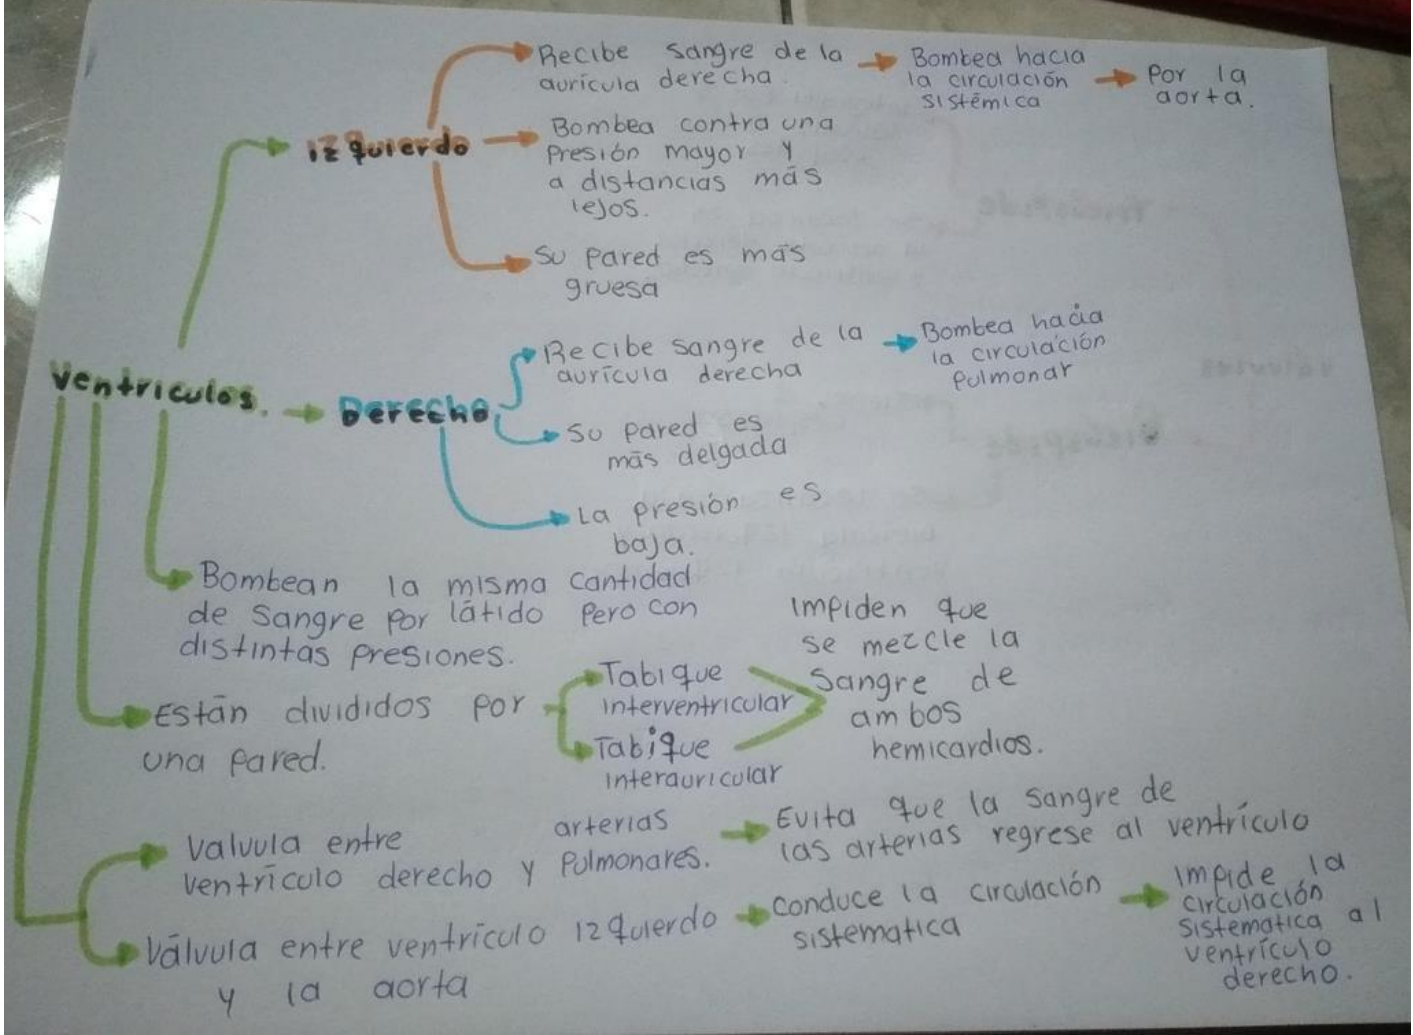 Recibe sangre de la
aurícula derecha.
Bombea hacia
la circulación
sistémica
Por la
aorta.
izquierdo
Bombea contra una
presión mayor y
a distancias más
lejos.
Su pared es más
gruesa
Ventriculos.
Derecho
Recibe sangre de la
aurícula derecha
Bombea hacia
la circulación
Pulmonar
Su pared es
más delgada
La presión es
baja.
Bombean la misma cantidad
de sangre por látido pero con
distintas presiones.
Están divididos por
una pared.
Tabique
interventricular
Tabique
interauricular
Impiden que
se mezcle la
sangre de
ambos
hemicardios.
Valvula entre arterias
ventrículo derecho y Pulmonares.
Evita que la sangre de
las arterias regrese al ventrículo
Válvula entre ventrículo izquierdo
y la aorta
Conduce la circulación
sistematica
Impide la
circulación
sistematica al
ventrículo
derecho.